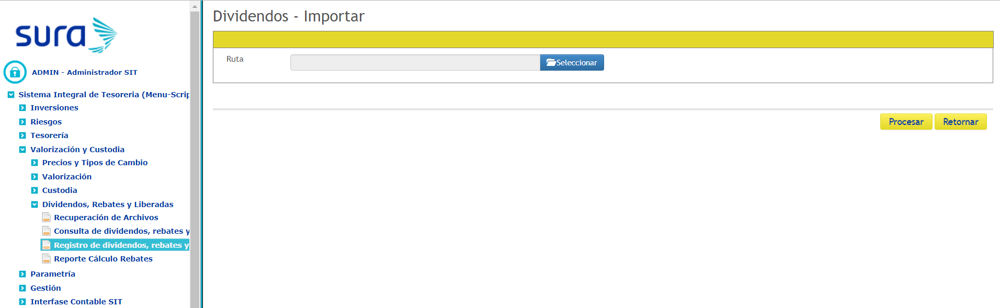 sura
ADMIN - Administrador SIT
Sistema Integral de Tesoreria (Menu-Scrip
Inversiones
Riesgos
Tesorería
Valorización y Custodia
Precios y Tipos de Cambio
Valorización
Custodia
Dividendos, Rebates y Liberadas
Recuperación de Archivos
Consulta de dividendos, rebates y
Registro de dividendos, rebates y
Reporte Cálculo Rebates
Parametría
Gestión
Interfase Contable SIT
Dividendos - Importar
Ruta
Seleccionar
Procesar
Retornar